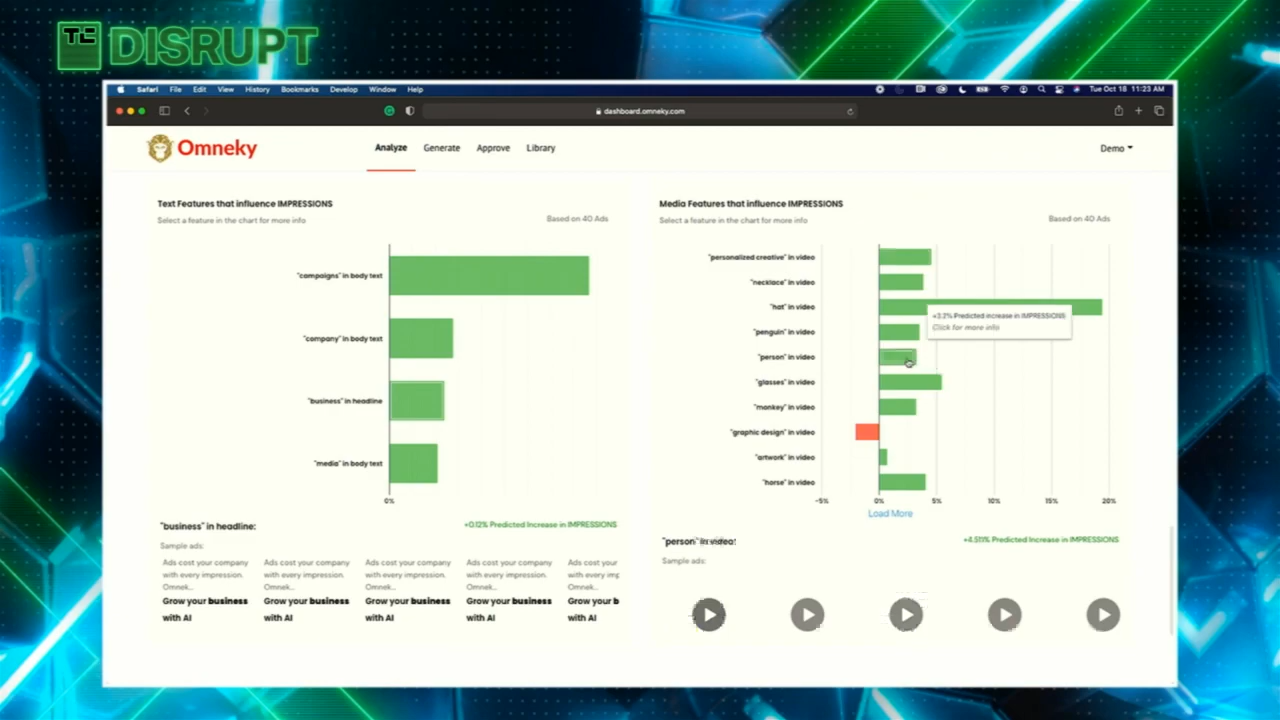 TC DISRUPT
Safari File Edit View History Bookmarks Develop Window Help
Tue Oct 18 11:23 AM
dashboard.omneky.com
Omneky
Analyze Generate Approve Library
Demo
Text Features that influence IMPRESSIONS
Select a feature in the chart for more info
Based on 40 Ads
"campaigns" in body text
"company" in body text
"business" in headline
"media" in body text
0%
"business" in headline:
+0.12% Predicted Increase in IMPRESSIONS
Sample ads:
Ads cost your company Ads cost your company Ads cost your company Ads cost your company Ads cost your
with every impression. with every impression. with every impression. with every impression. with every imp
Omnek... Omnek... Omnek... Omnek... Omnek...
Grow your business Grow your business Grow your business Grow your business Grow your b
with AI with AI with AI with AI with AI
Media Features that influence IMPRESSIONS
Select a feature in the chart for more info
Based on 40 Ads
"personalized creative" in video
"necklace" in video
"hat" in video
+3.2% Predicted increase in IMPRESSIONS
Click for more info
"penguin" in video
"person" in video
"glasses" in video
"monkey" in video
"graphic design" in video
"artwork" in video
"horse" in video
-5% 0% 5% 10% 15% 20%
Load More
"person" in video:
Predicted Increase in IMPRESSIONS
Sample ads: